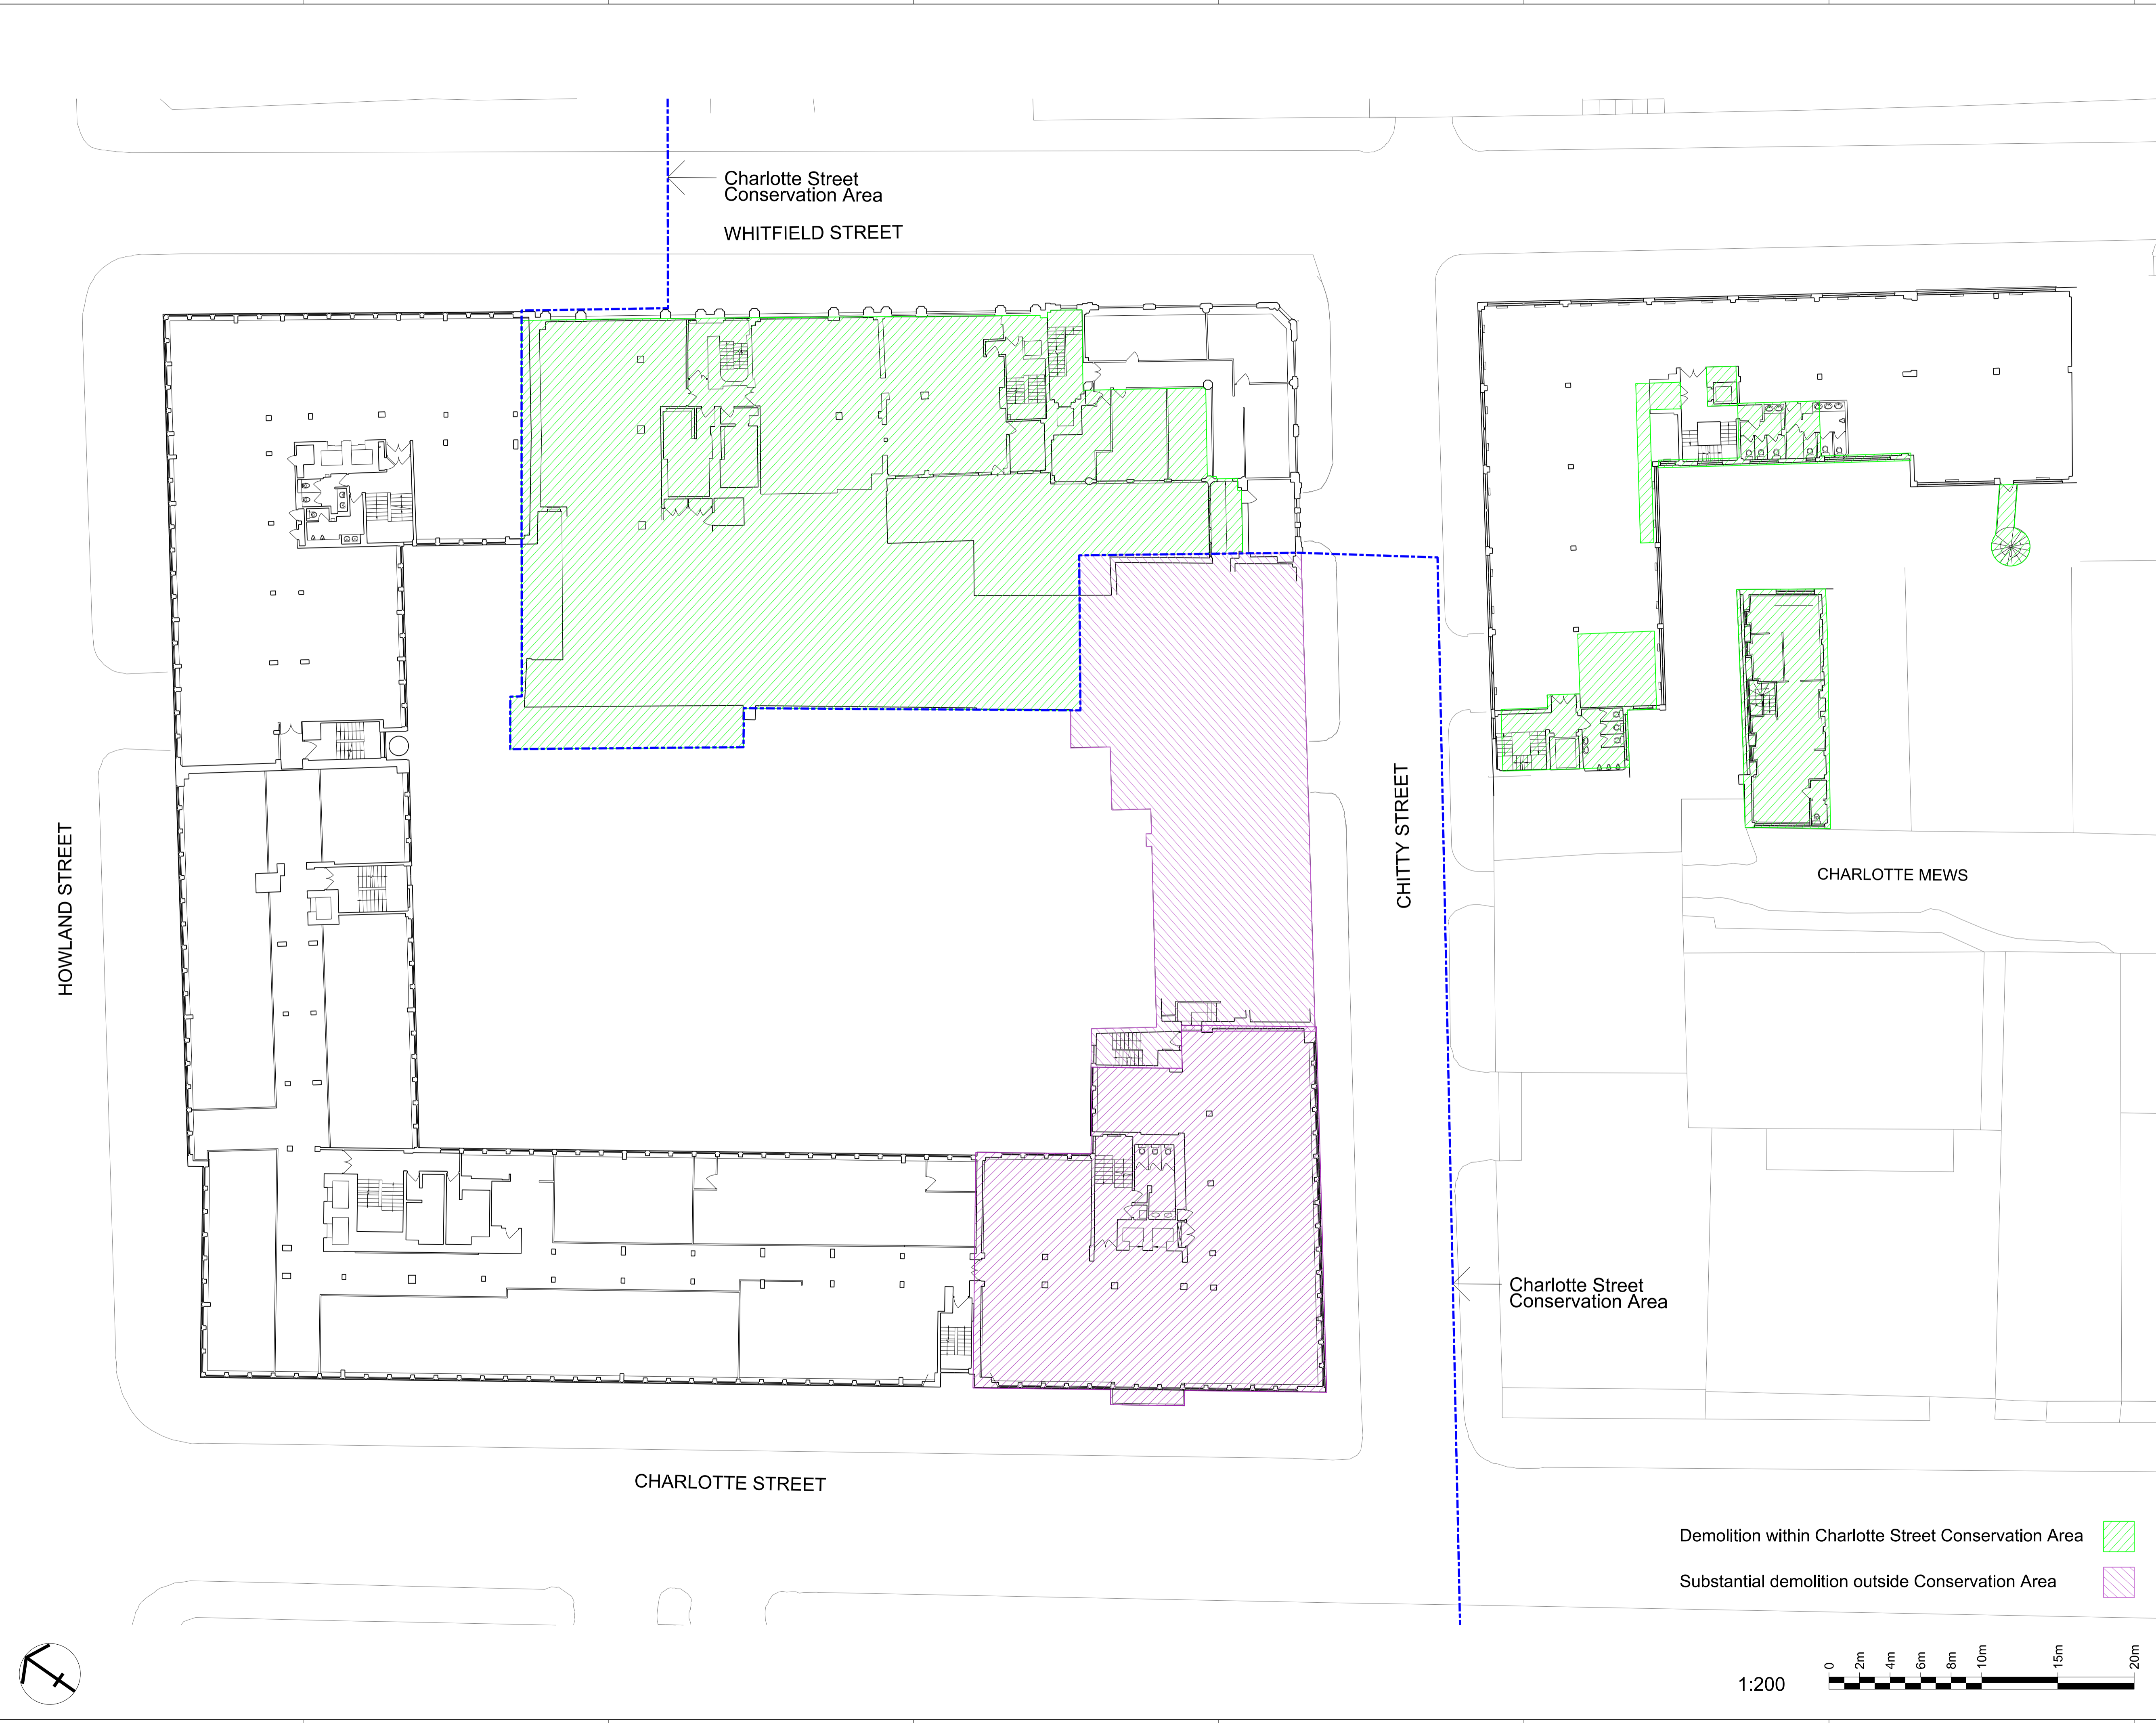 Charlotte Street
Conservation Area
WHITFIELD STREET
HOWLAND STREET
CHITTY STREET
CHARLOTTE MEWS
Charlotte Street
Conservation Area
CHARLOTTE STREET
Demolition within Charlotte Street Conservation Area
Substantial demolition outside Conservation Area
1:200
0
2m
4m
6m
8m
10m
15m
20m